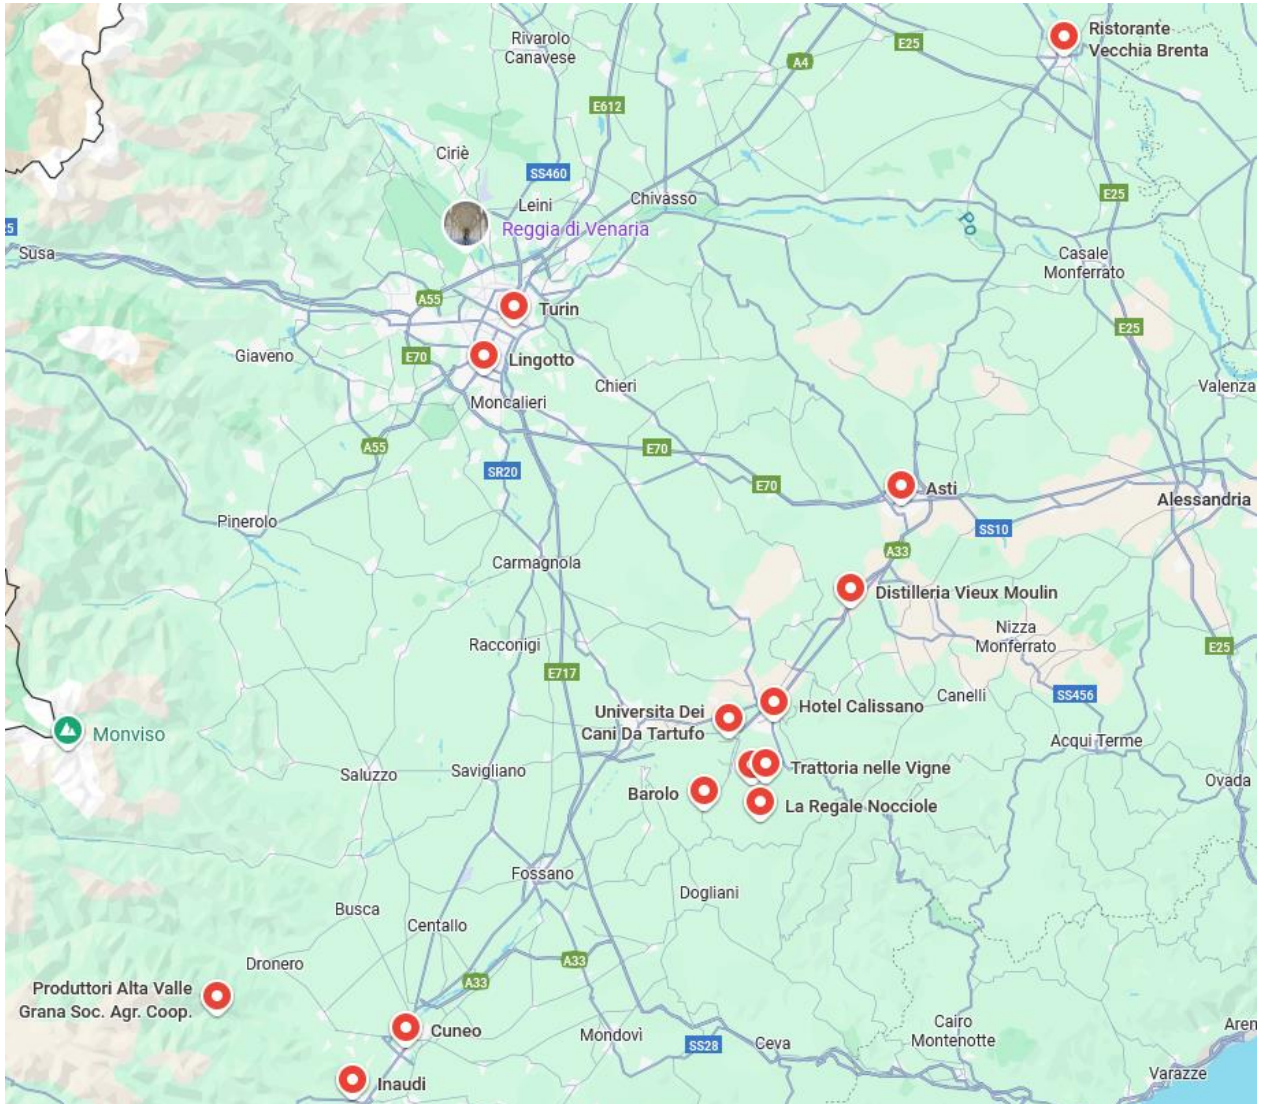 Rivarolo
Canavese
E25
Ristorante
Vecchia Brenta
A4
E612
Ciriè
SS460
Chivasso
E25
Leini
Reggia di Venaria
25
Susa
Po
Casale
Monferrato
A55
Turin
E25
Giaveno
E70
Lingotto
Chieri
Valenza
Moncalieri
A55
E70
SR20
E70
Asti
Alessandria
Pinerolo
SS10
A33
Carmagnola
Distilleria Vieux Moulin
Nizza
Monferrato
Racconigi
E25
E717
Canelli
SS456
Universita Dei
Cani Da Tartufo
Hotel Calissano
Monviso
Acqui Terme
Saluzzo
Savigliano
Trattoria nelle Vigne
Ovada
Barolo
La Regale Nocciole
Fossano
Dogliani
Busca
Centallo
Dronero
A33
A33
Produttori Alta Valle
Grana Soc. Agr. Coop.
Cuneo
Mondovì
SS28
Ceva
Cairo
Montenotte
Aren
Inaudi
Varazze